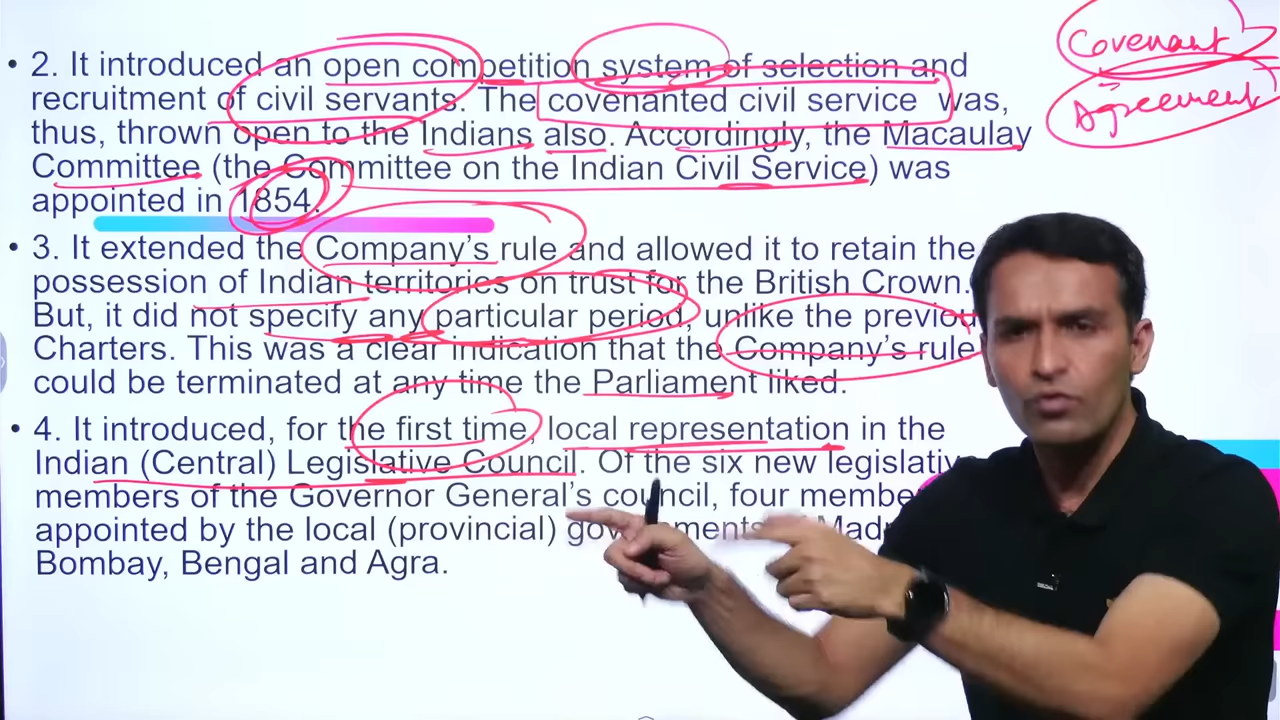 Covenant
Agreement
• 2. It introduced an open competition system of selection and
recruitment of civil servants. The covenanted civil service was,
thus, thrown open to the Indians also. Accordingly, the Macaulay
Committee (the Committee on the Indian Civil Service) was
appointed in 1854.
• 3. It extended the Company's rule and allowed it to retain the
possession of Indian territories on trust for the British Crown.
But, it did not specify any particular period, unlike the
Charters. This was a clear indication that the Company's rule
could be terminated at any time the Parliament liked.
• 4. It introduced, for the first time, local representation in the
Indian (Central) Legislative Council. Of the six new
members of the Governor General's council, four
appointed by the local (provincial)
Bombay, Bengal and Agra.